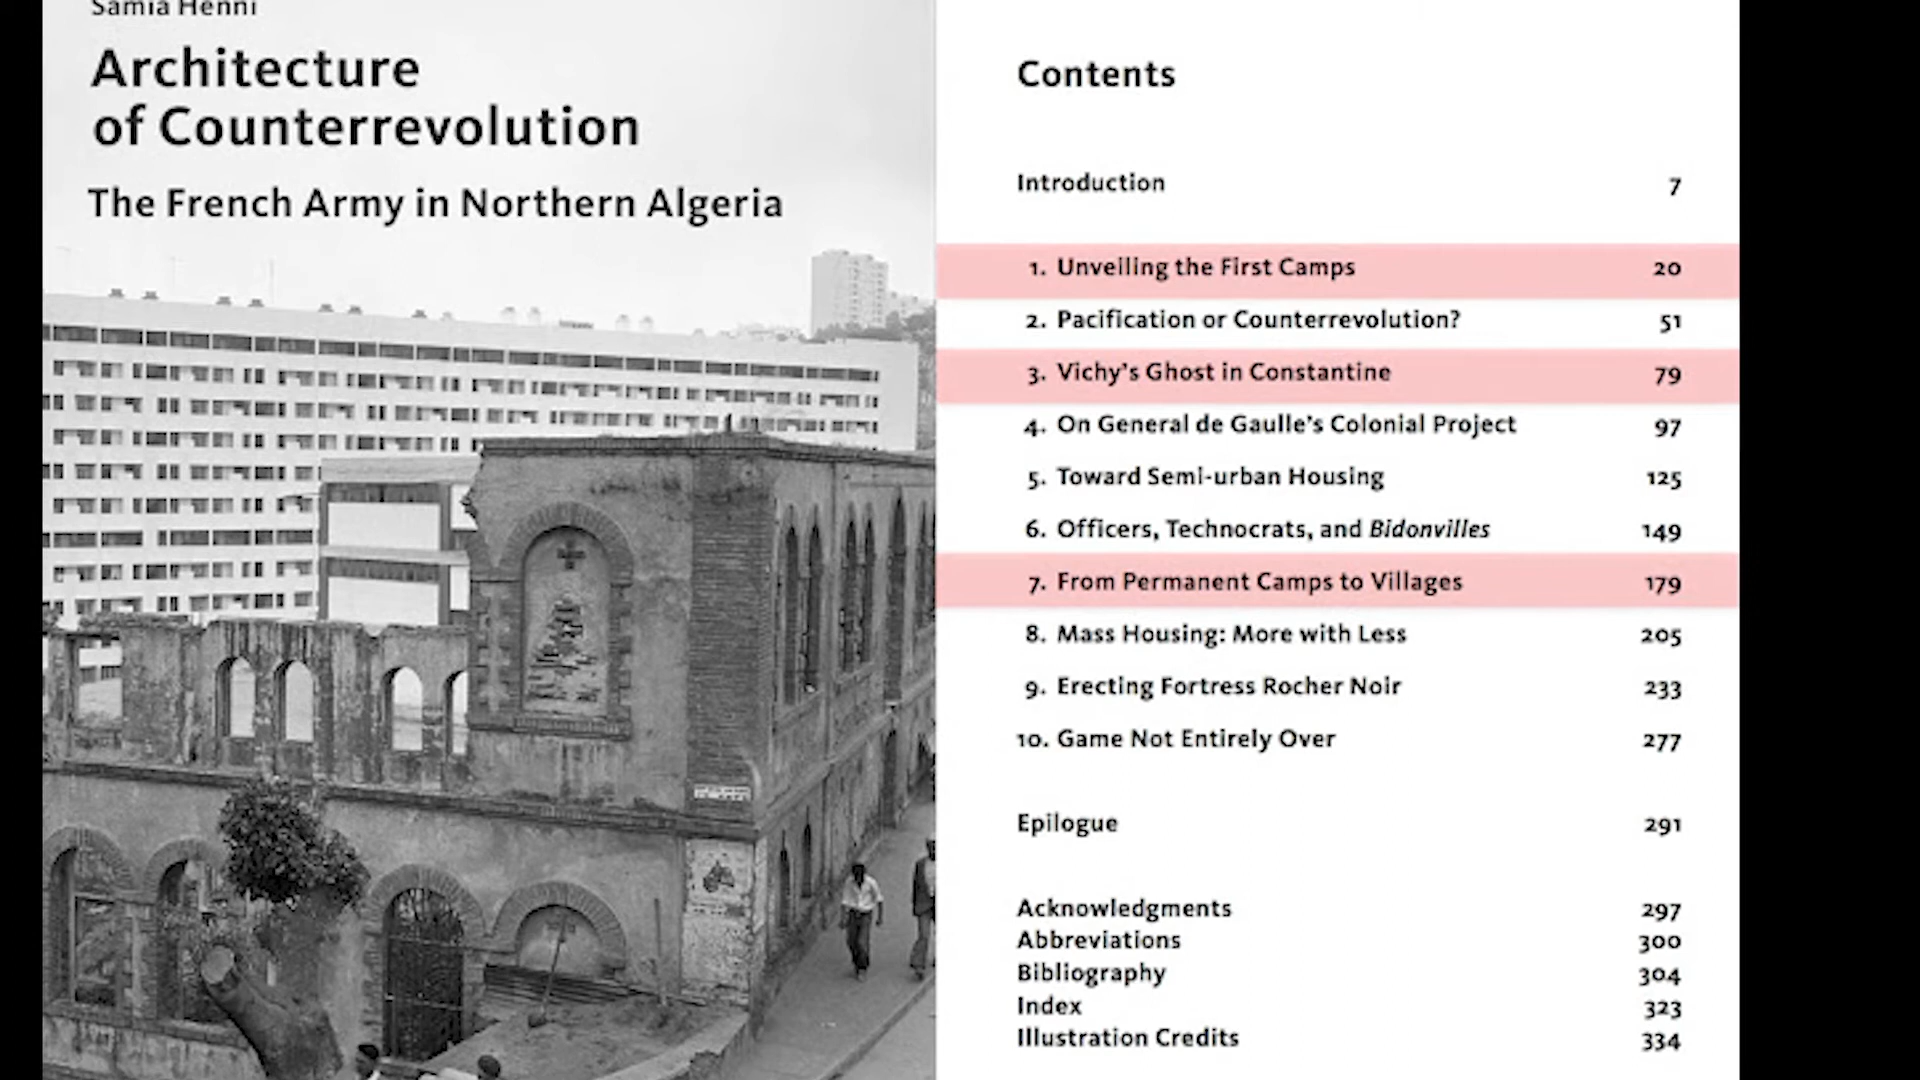 Samia Henni
Architecture
of Counterrevolution
The French Army in Northern Algeria
Contents
Introduction 7
1. Unveiling the First Camps 20
2. Pacification or Counterrevolution? 51
3. Vichy's Ghost in Constantine 79
4. On General de Gaulle's Colonial Project 97
5. Toward Semi-urban Housing 125
6. Officers, Technocrats, and Bidonvilles 149
7. From Permanent Camps to Villages 179
8. Mass Housing: More with Less 205
9. Erecting Fortress Rocher Noir 233
10. Game Not Entirely Over 277
Epilogue 291
Acknowledgments 297
Abbreviations 300
Bibliography 304
Index 323
Illustration Credits 334